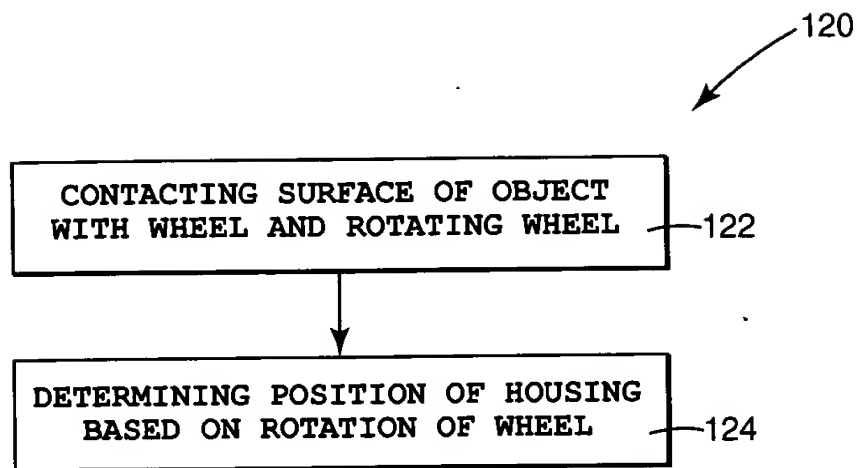 120
CONTACTING SURFACE OF OBJECT
WITH WHEEL AND ROTATING WHEEL
122
DETERMINING POSITION OF HOUSING
BASED ON ROTATION OF WHEEL
124